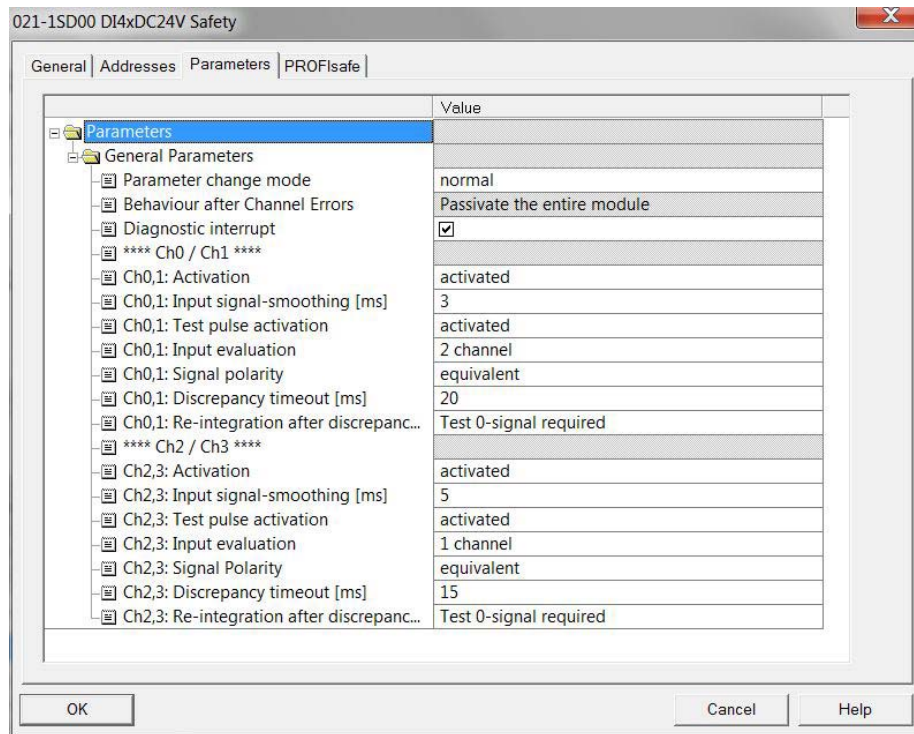 021-1SD00 DI4xDC24V Safety
General Addresses Parameters PROFIsafe
Value
Parameters
General Parameters
Parameter change mode normal
Behaviour after Channel Errors Passivate the entire module
Diagnostic interrupt
**** Ch0 / Ch1 ****
Ch0,1: Activation activated
Ch0,1: Input signal-smoothing [ms] 3
Ch0,1: Test pulse activation activated
Ch0,1: Input evaluation 2 channel
Ch0,1: Signal polarity equivalent
Ch0,1: Discrepancy timeout [ms] 20
Ch0,1: Re-integration after discrepanc... Test 0-signal required
**** Ch2 / Ch3 ****
Ch2,3: Activation activated
Ch2,3: Input signal-smoothing [ms] 5
Ch2,3: Test pulse activation activated
Ch2,3: Input evaluation 1 channel
Ch2,3: Signal Polarity equivalent
Ch2,3: Discrepancy timeout [ms] 15
Ch2,3: Re-integration after discrepanc... Test 0-signal required
OK Cancel Help